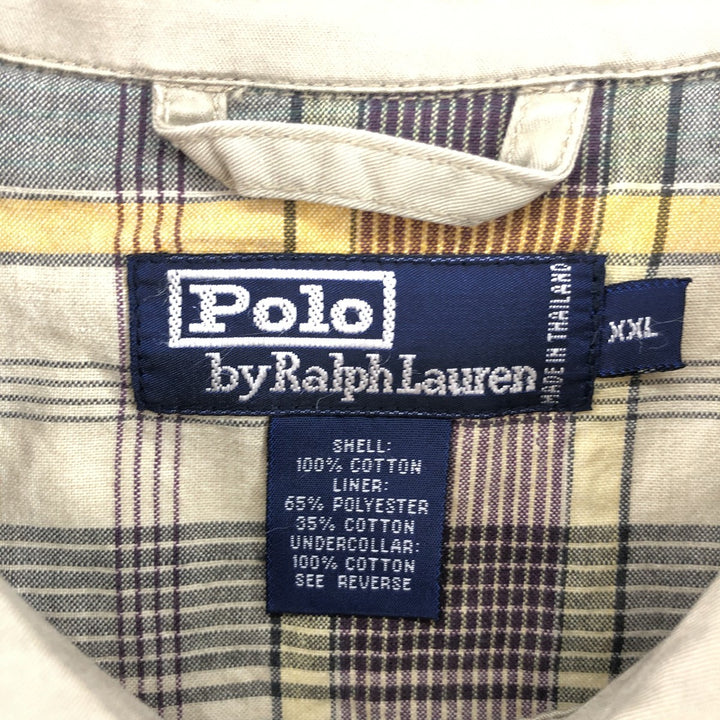 Polo
by Ralph Lauren
MADE IN THAILAND
XXL
SHELL:
100% COTTON
LINER:
65% POLYESTER
35% COTTON
UNDERCOLLAR:
100% COTTON
SEE REVERSE